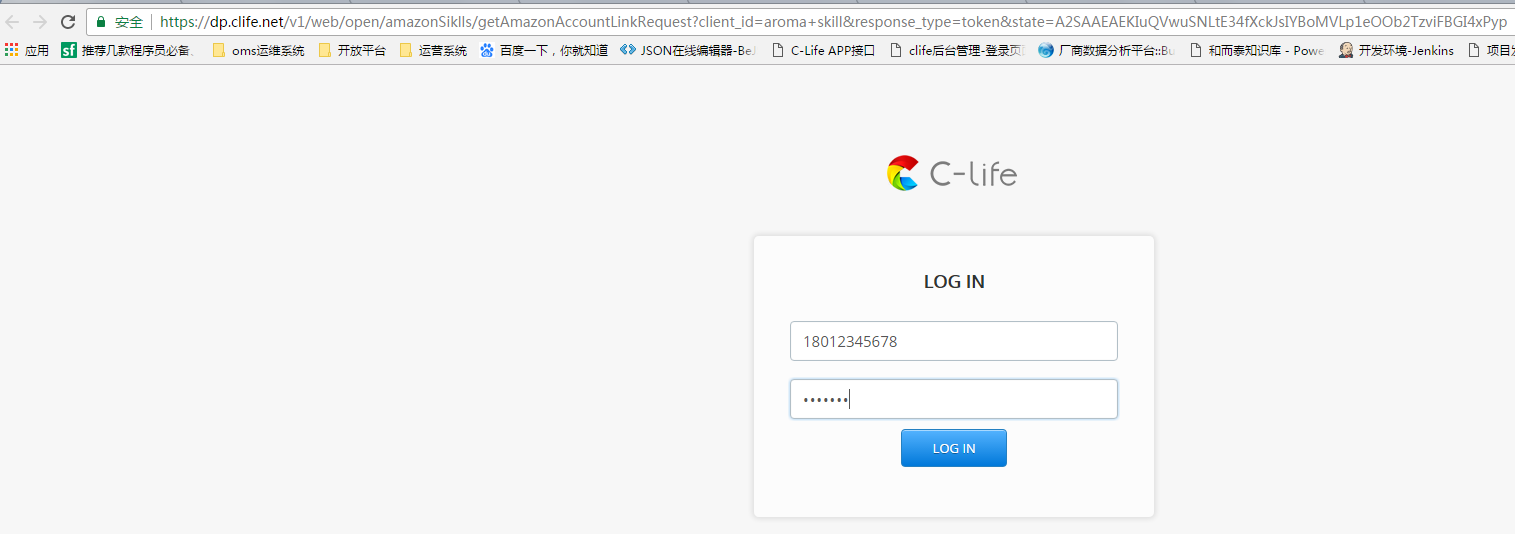 安全 https://dp.clife.net/v1/web/open/amazonSiklls/getAmazonAccountLinkRequest?client_id=aroma+skill&response_type=token&state=A2SAAEAEKIuQVwuSNLtE34fXckJsIYBoMVLp1eOOb2TzviFBGI4xPyp
应用 sf 推荐几款程序员必备 oms运维系统 开放平台 运营系统 百度一下，你就知道 JSON在线编辑器-BeJ C-Life APP接口 clife后台管理-登录页 厂商数据分析平台::Bu 和而泰知识库 - Powe 开发环境-Jenkins 项目
C-life
LOG IN
18012345678
•••••••
LOG IN